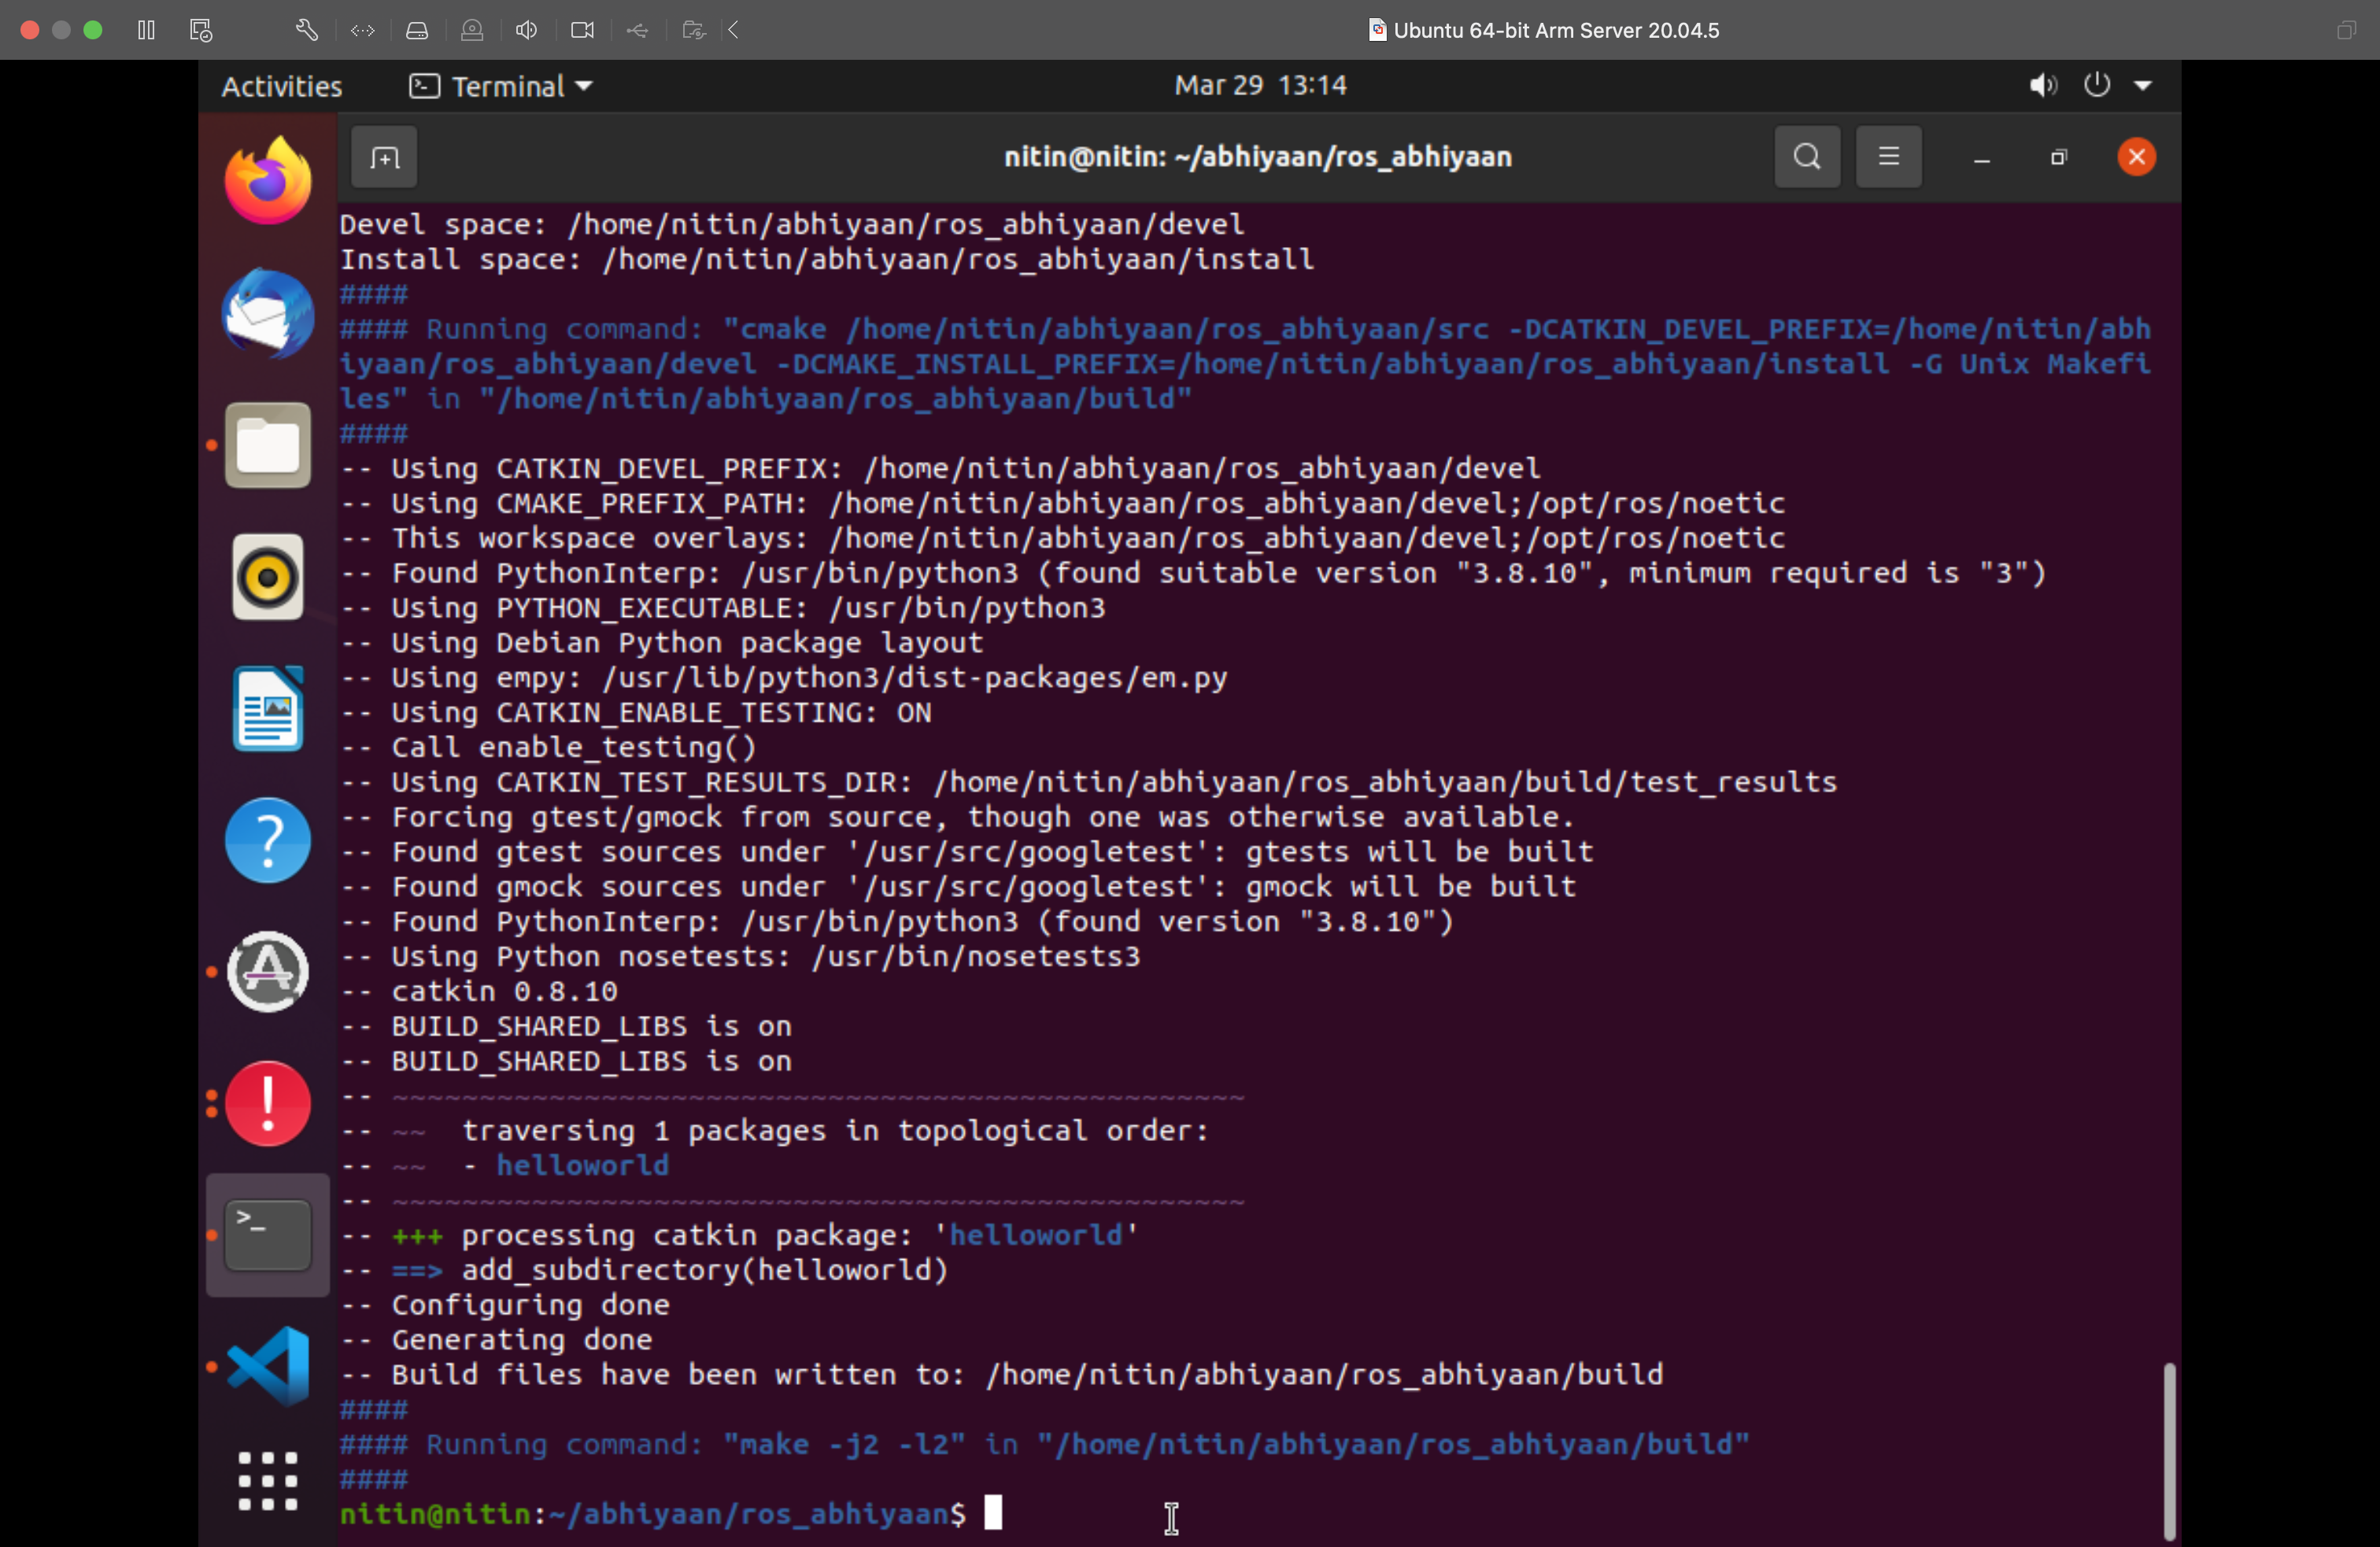 Ubuntu 64-bit Arm Server 20.04.5
Activities
Terminal
Mar 29 13:14
nitin@nitin: ~/abhiyaan/ros_abhiyaan
Devel space: /home/nitin/abhiyaan/ros_abhiyaan/devel
Install space: /home/nitin/abhiyaan/ros_abhiyaan/install
####
#### Running command: "cmake /home/nitin/abhiyaan/ros_abhiyaan/src -DCATKIN_DEVEL_PREFIX=/home/nitin/abh
iyaan/ros_abhiyaan/devel -DCMAKE_INSTALL_PREFIX=/home/nitin/abhiyaan/ros_abhiyaan/install -G Unix Makefi
les" in "/home/nitin/abhiyaan/ros_abhiyaan/build"
####
-- Using CATKIN_DEVEL_PREFIX: /home/nitin/abhiyaan/ros_abhiyaan/devel
-- Using CMAKE_PREFIX_PATH: /home/nitin/abhiyaan/ros_abhiyaan/devel;/opt/ros/noetic
-- This workspace overlays: /home/nitin/abhiyaan/ros_abhiyaan/devel;/opt/ros/noetic
-- Found PythonInterp: /usr/bin/python3 (found suitable version "3.8.10", minimum required is "3")
-- Using PYTHON_EXECUTABLE: /usr/bin/python3
-- Using Debian Python package layout
-- Using empy: /usr/lib/python3/dist-packages/em.py
-- Using CATKIN_ENABLE_TESTING: ON
-- Call enable_testing()
-- Using CATKIN_TEST_RESULTS_DIR: /home/nitin/abhiyaan/ros_abhiyaan/build/test_results
-- Forcing gtest/gmock from source, though one was otherwise available.
-- Found gtest sources under '/usr/src/googletest': gtests will be built
-- Found gmock sources under '/usr/src/googletest': gmock will be built
-- Found PythonInterp: /usr/bin/python3 (found version "3.8.10")
-- Using Python nosetests: /usr/bin/nosetests3
-- catkin 0.8.10
-- BUILD_SHARED_LIBS is on
-- BUILD_SHARED_LIBS is on
-- ~~~~~~~~~~~~~~~~~~~~~~~~~~~~~~~~~~~~~~~~~~~~~~~~~
-- ~~  traversing 1 packages in topological order:
-- ~~  - helloworld
-- ~~~~~~~~~~~~~~~~~~~~~~~~~~~~~~~~~~~~~~~~~~~~~~~~~
-- +++ processing catkin package: 'helloworld'
-- ==> add_subdirectory(helloworld)
-- Configuring done
-- Generating done
-- Build files have been written to: /home/nitin/abhiyaan/ros_abhiyaan/build
####
#### Running command: "make -j2 -l2" in "/home/nitin/abhiyaan/ros_abhiyaan/build"
####
nitin@nitin:~/abhiyaan/ros_abhiyaan$